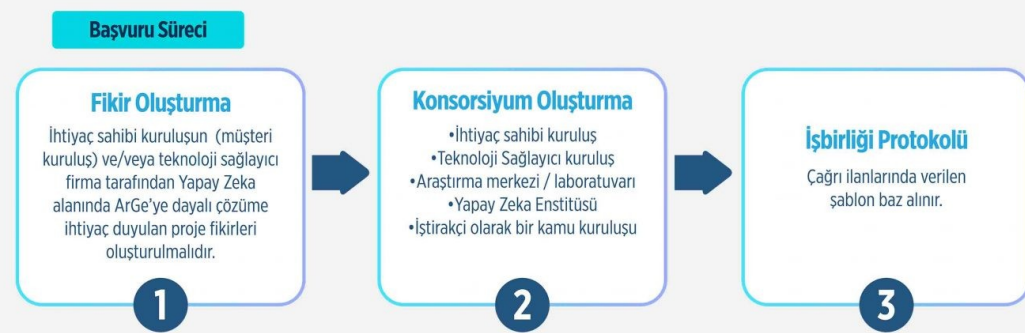 Başvuru Süreci
Fikir Oluşturma
İhtiyaç sahibi kuruluşun (müşteri
kuruluş) ve/veya teknoloji sağlayıcı
firma tarafından Yapay Zeka
alanında ArGe'ye dayalı çözüme
ihtiyaç duyulan proje fikirleri
oluşturulmalıdır.
1
Konsorsiyum Oluşturma
•İhtiyaç sahibi kuruluş
•Teknoloji Sağlayıcı kuruluş
•Araştırma merkezi / laboratuvarı
•Yapay Zeka Enstitüsü
•İştirakçi olarak bir kamu kuruluşu
2
İşbirliği Protokolü
Çağrı ilanlarında verilen
şablon baz alınır.
3